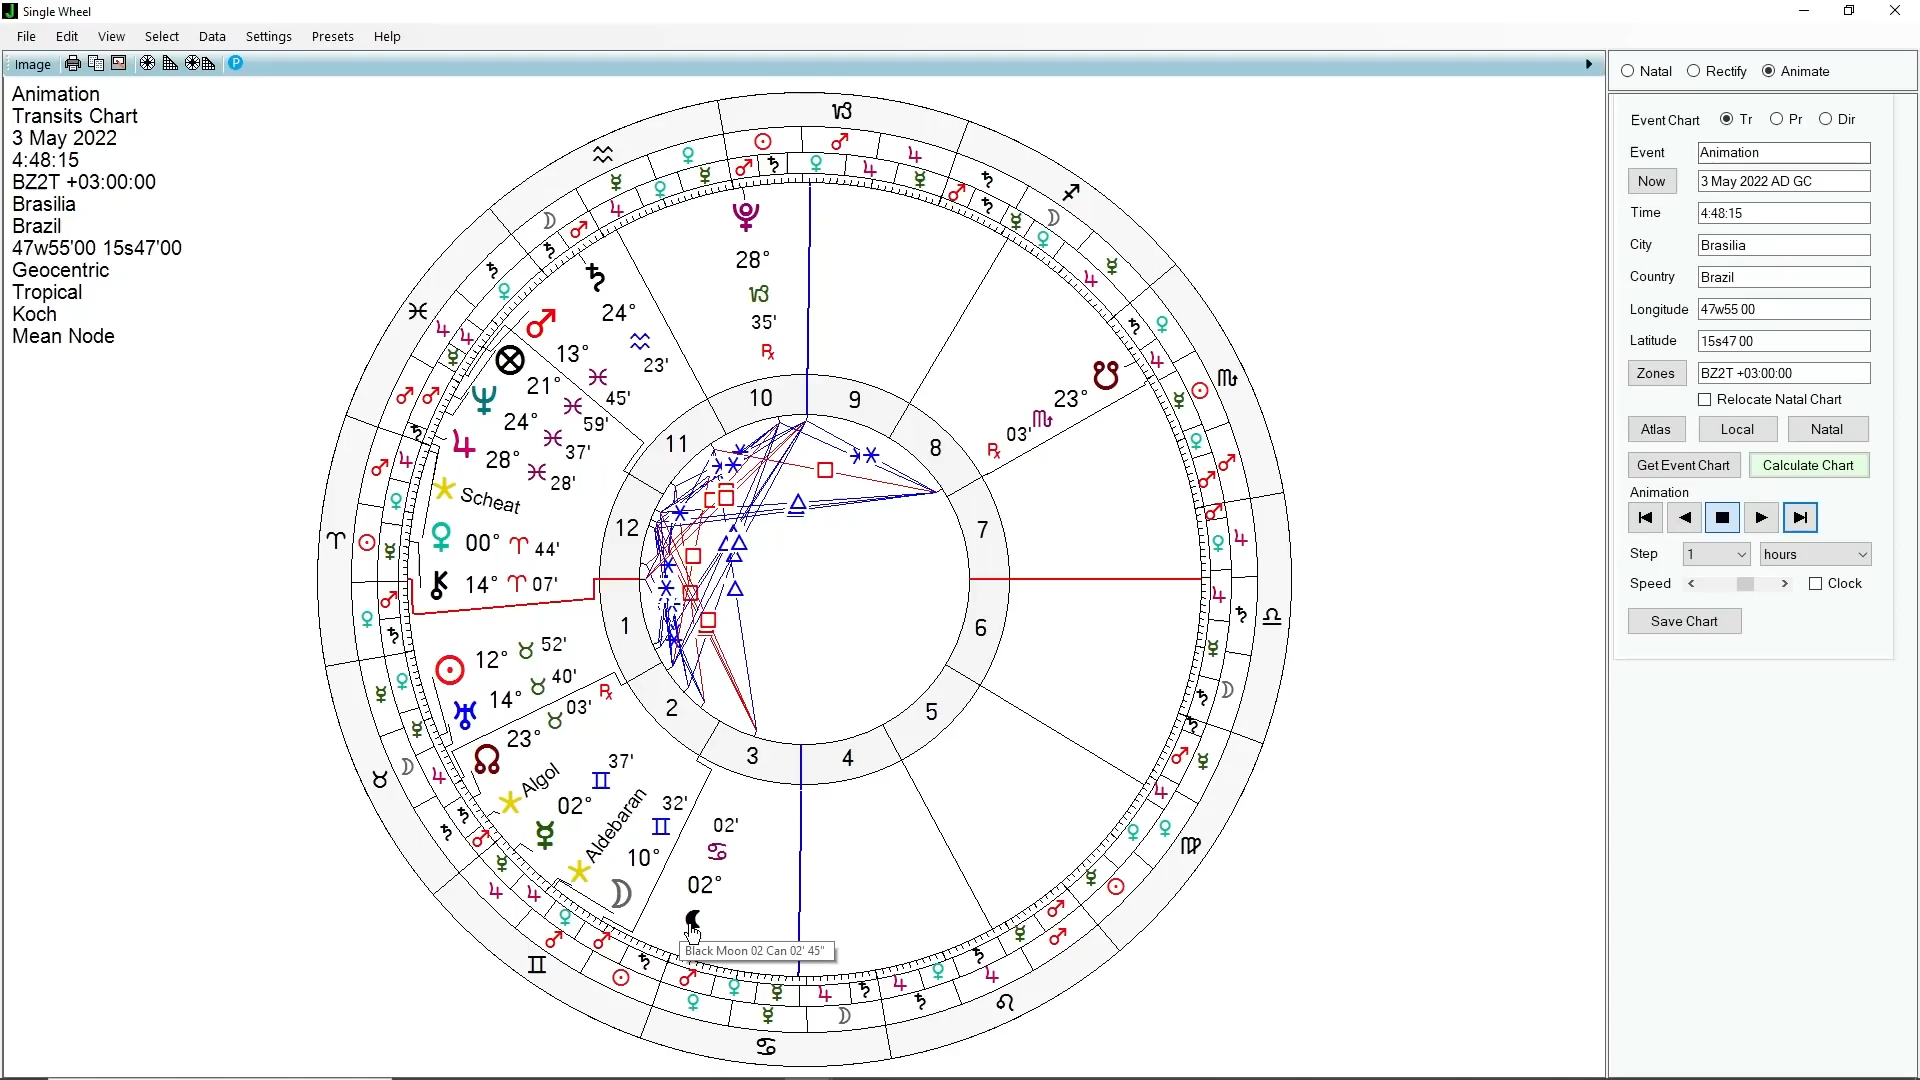 Single Wheel
File Edit View Select Data Settings Presets Help
Image
Natal Rectify Animate
Animation
Transits Chart
3 May 2022
4:48:15
BZ2T +03:00:00
Brasilia
Brazil
47w55'00 15s47'00
Geocentric
Tropical
Koch
Mean Node
♑
♒
♐
♓
♏
♈
♎
♉
♍
♊
♌
♋
28° ♑ 35' ℞
24° ♒ 23'
13° ♓ 45'
21° ♓ 59'
24° ♓ 37'
28° ♓ 28'
Scheat
00° ♈ 44'
14° ♈ 07'
12° ♉ 52'
14° ♉ 40'
23° ♉ 03' ℞
Algol
02° ♊ 37'
Aldebaran
10° ♊ 32'
02° ♋ 02'
23° ♏ 03' ℞
10
9
11
8
12
7
1
6
2
5
3
4
Black Moon 02 Can 02' 45"
Event Chart Tr Pr Dir
Event Animation
Now 3 May 2022 AD GC
Time 4:48:15
City Brasilia
Country Brazil
Longitude 47w55 00
Latitude 15s47 00
Zones BZ2T +03:00:00
Relocate Natal Chart
Atlas Local Natal
Get Event Chart Calculate Chart
Animation
Step 1 hours
Speed < > Clock
Save Chart